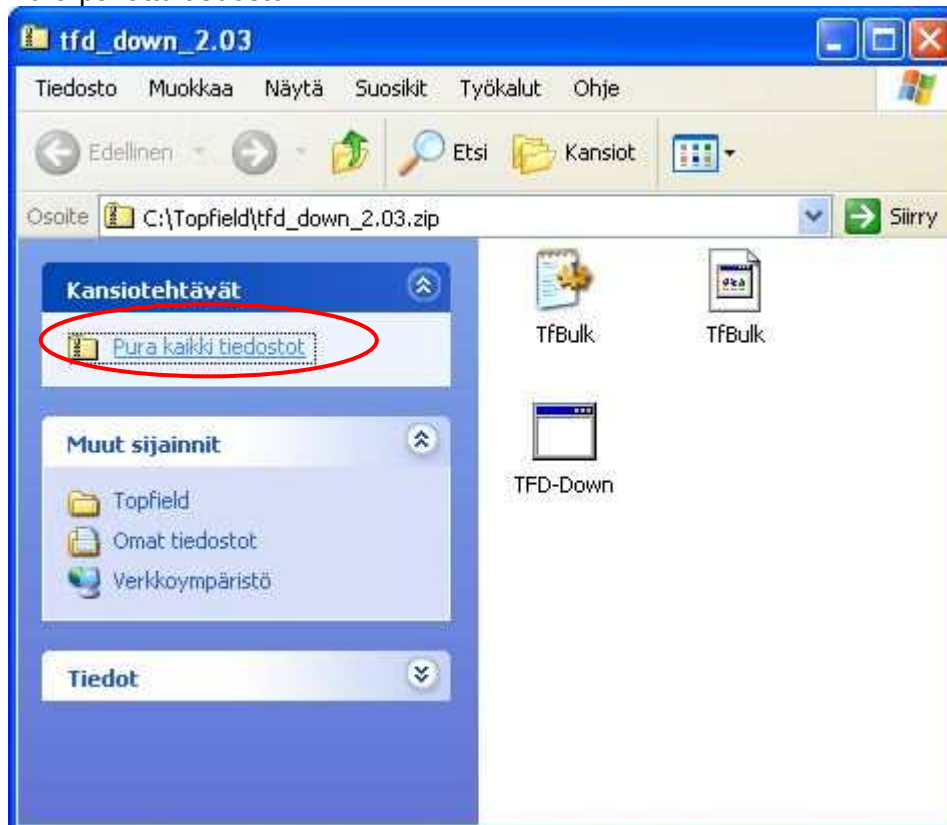 tfd_down_2.03
Tiedosto Muokkaa Näytä Suosikit Työkalut Ohje
Edellinen Etsi Kansiot
Osoite C:\Topfield\tfd_down_2.03.zip Siirry
Kansiotehtävät
Pura kaikki tiedostot
Muut sijainnit
Topfield
Omat tiedostot
Verkkoympäristö
Tiedot
TfBulk TfBulk
TFD-Down